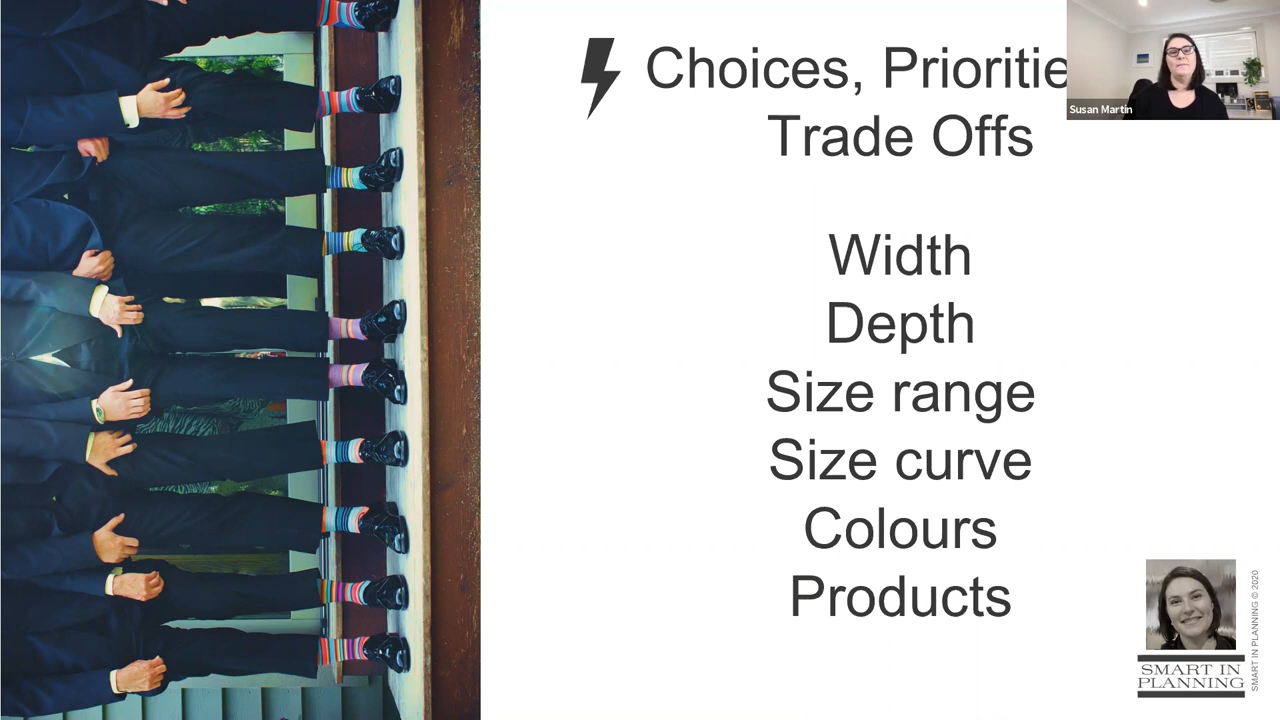 Choices, Prioritie
Trade Offs
Susan Martin
Width
Depth
Size range
Size curve
Colours
Products
SMART IN
PLANNING
SMART IN PLANNING © 2020